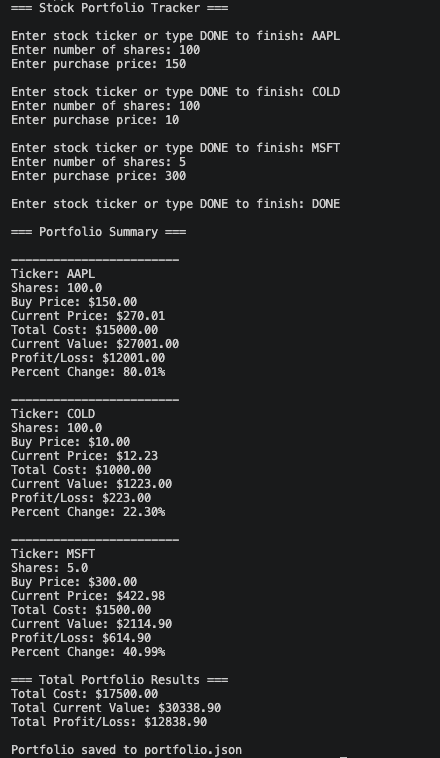 === Stock Portfolio Tracker ===
Enter stock ticker or type DONE to finish: AAPL
Enter number of shares: 100
Enter purchase price: 150
Enter stock ticker or type DONE to finish: COLD
Enter number of shares: 100
Enter purchase price: 10
Enter stock ticker or type DONE to finish: MSFT
Enter number of shares: 5
Enter purchase price: 300
Enter stock ticker or type DONE to finish: DONE
=== Portfolio Summary ===
------------------------
Ticker: AAPL
Shares: 100.0
Buy Price: $150.00
Current Price: $270.01
Total Cost: $15000.00
Current Value: $27001.00
Profit/Loss: $12001.00
Percent Change: 80.01%
------------------------
Ticker: COLD
Shares: 100.0
Buy Price: $10.00
Current Price: $12.23
Total Cost: $1000.00
Current Value: $1223.00
Profit/Loss: $223.00
Percent Change: 22.30%
------------------------
Ticker: MSFT
Shares: 5.0
Buy Price: $300.00
Current Price: $422.98
Total Cost: $1500.00
Current Value: $2114.90
Profit/Loss: $614.90
Percent Change: 40.99%
=== Total Portfolio Results ===
Total Cost: $17500.00
Total Current Value: $30338.90
Total Profit/Loss: $12838.90
Portfolio saved to portfolio.json